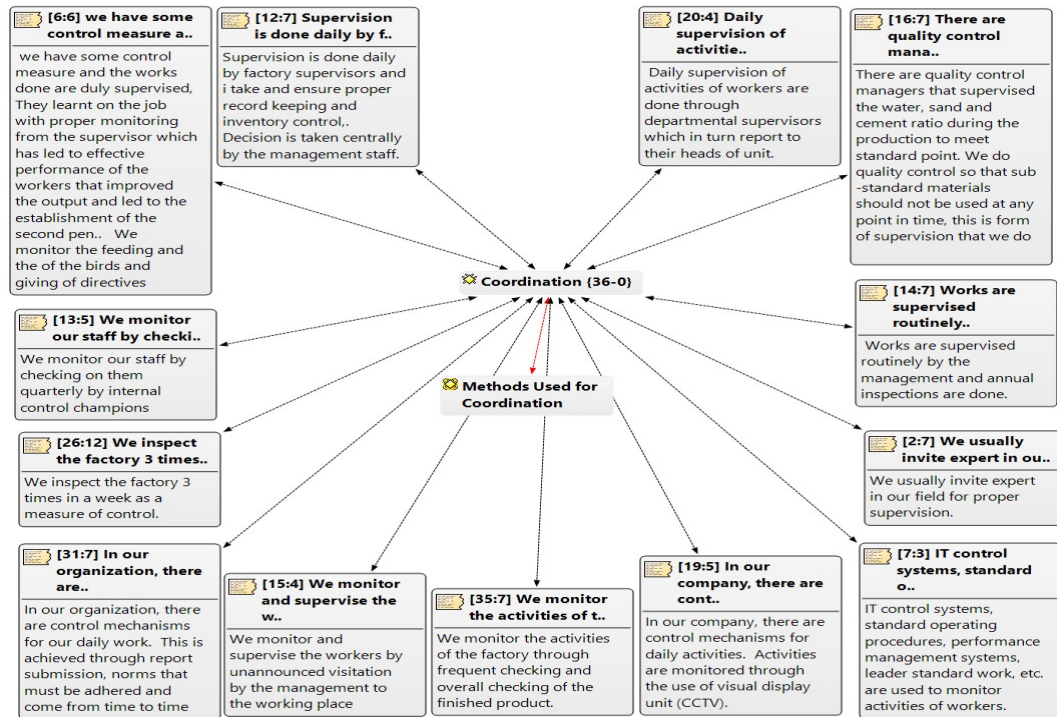 [6:6] we have some
control measure a..
we have some control
measure and the works
done are duly supervised,
They learnt on the job
with proper monitoring
from the supervisor which
has led to effective
performance of the
workers that improved
the output and led to the
establishment of the
second pen.. We
monitor the feeding and
the of the birds and
giving of directives
[12:7] Supervision
is done daily by f..
Supervision is done daily
by factory supervisors and
i take and ensure proper
record keeping and
inventory control,.
Decision is taken centrally
by the management staff.
[20:4] Daily
supervision of
activitie..
Daily supervision of
activities of workers are
done through
departmental supervisors
which in turn report to
their heads of unit.
[16:7] There are
quality control
mana..
There are quality control
managers that supervised
the water, sand and
cement ratio during the
production to meet
standard point. We do
quality control so that sub
-standard materials
should not be used at any
point in time, this is form
of supervision that we do
Coordination {36-0}
Methods Used for
Coordination
[13:5] We monitor
our staff by checki..
We monitor our staff by
checking on them
quarterly by internal
control champions
[14:7] Works are
supervised
routinely..
Works are supervised
routinely by the
management and annual
inspections are done.
[26:12] We inspect
the factory 3 times..
We inspect the factory 3
times in a week as a
measure of control.
[2:7] We usually
invite expert in ou..
We usually invite expert
in our field for proper
supervision.
[31:7] In our
organization, there
are..
In our organization, there
are control mechanisms
for our daily work. This is
achieved through report
submission, norms that
must be adhered and
come from time to time
[15:4] We monitor
and supervise the
w..
We monitor and
supervise the workers by
unannounced visitation
by the management to
the working place
[35:7] We monitor
the activities of t..
We monitor the activities
of the factory through
frequent checking and
overall checking of the
finished product.
[19:5] In our
company, there are
cont..
In our company, there are
control mechanisms for
daily activities. Activities
are monitored through
the use of visual display
unit (CCTV).
[7:3] IT control
systems, standard
o..
IT control systems,
standard operating
procedures, performance
management systems,
leader standard work, etc.
are used to monitor
activities of workers.